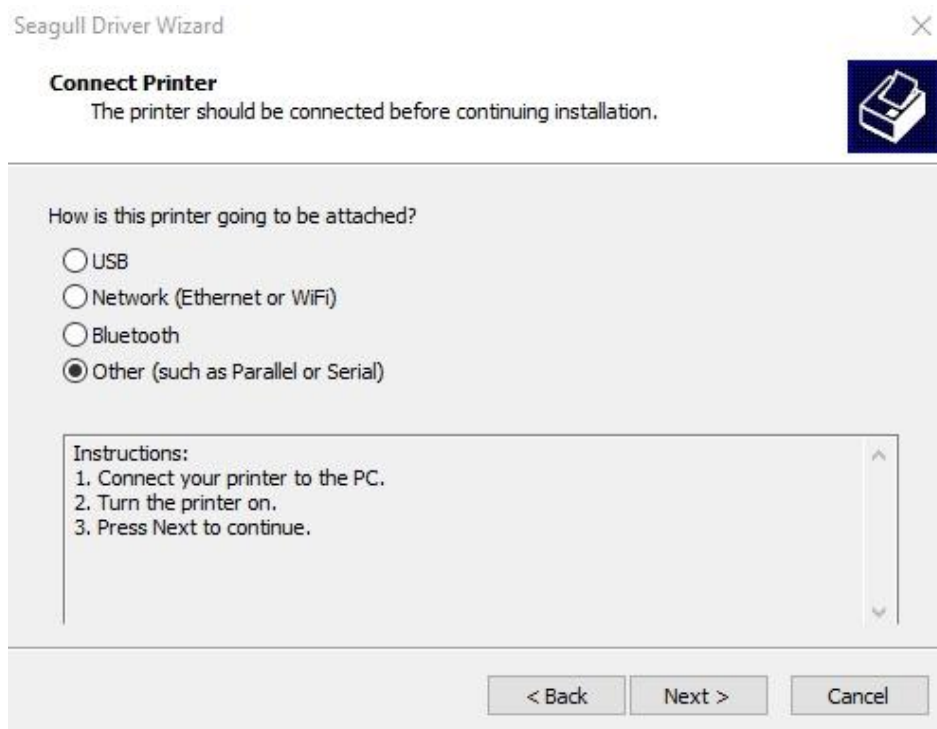 Seagull Driver Wizard
Connect Printer
The printer should be connected before continuing installation.
How is this printer going to be attached?
USB
Network (Ethernet or WiFi)
Bluetooth
Other (such as Parallel or Serial)
Instructions:
1. Connect your printer to the PC.
2. Turn the printer on.
3. Press Next to continue.
< Back Next > Cancel